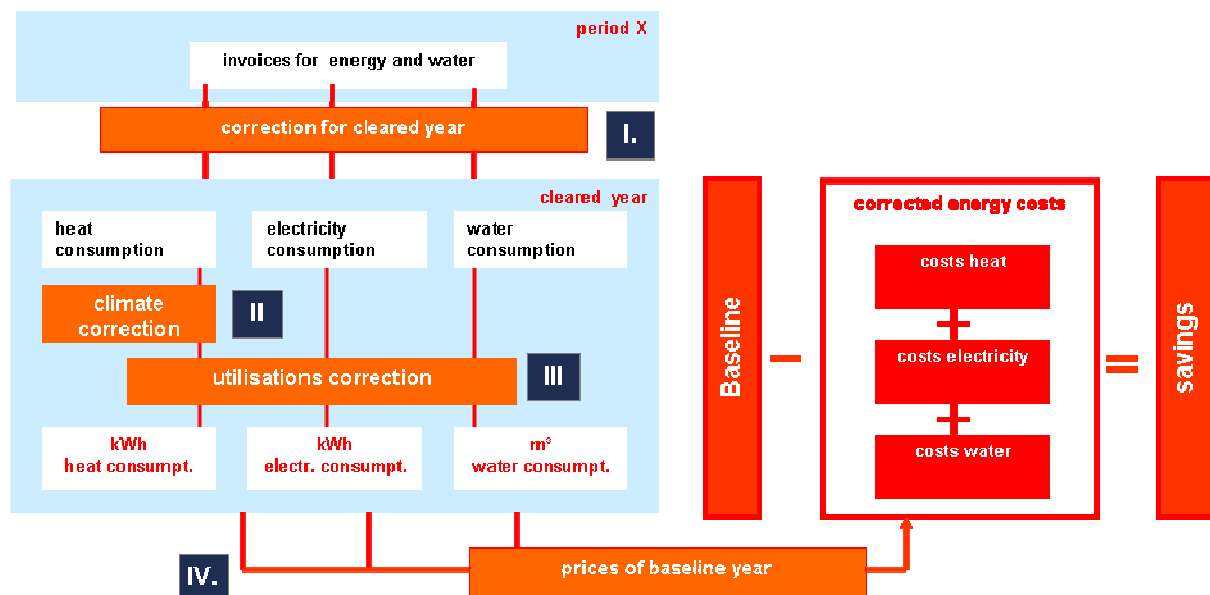 period X
invoices for energy and water
correction for cleared year
I.
cleared year
heat
consumption
electricity
consumption
water
consumption
climate
correction
II
utilisations correction
III
kWh
heat consumpt.
kWh
electr. consumpt.
m³
water consumpt.
IV.
prices of baseline year
Baseline
–
corrected energy costs
costs heat
+
costs electricity
+
costs water
=
savings